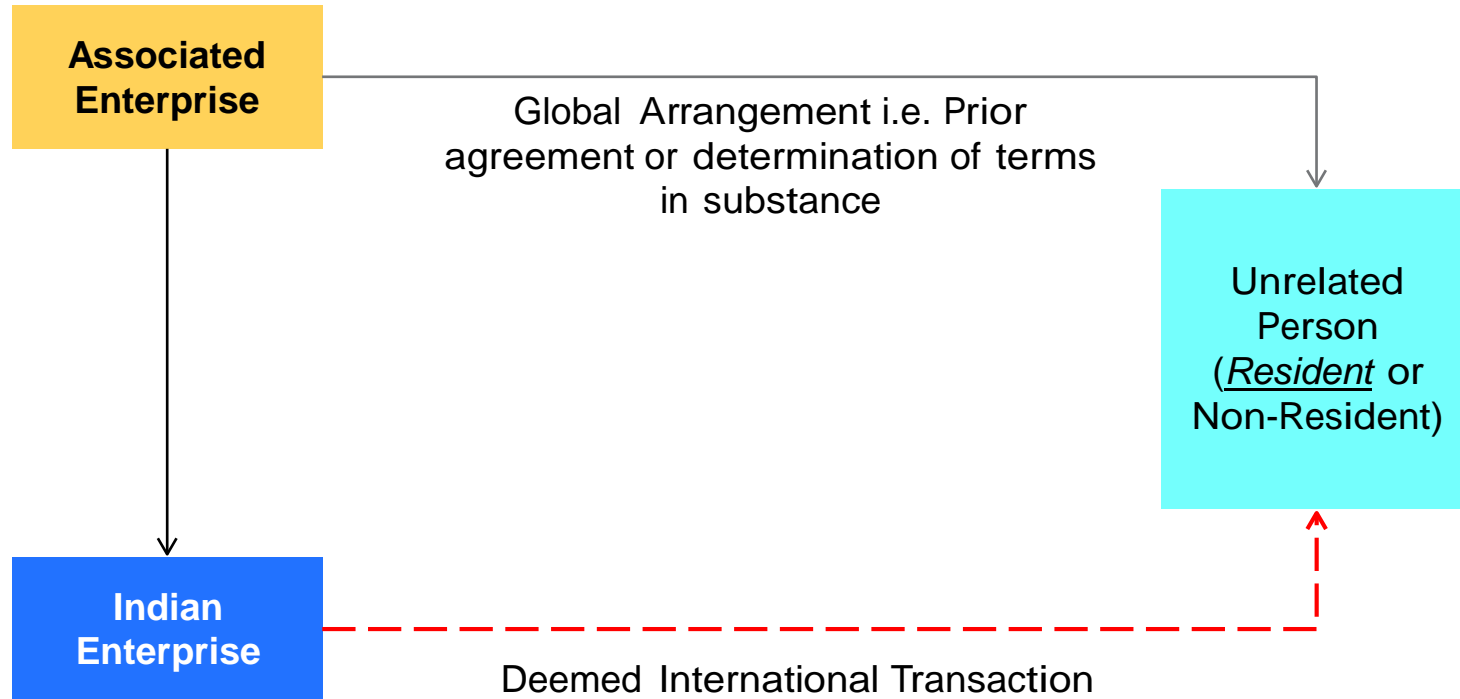 Associated
Enterprise
Global Arrangement i.e. Prior
agreement or determination of terms
in substance
Unrelated
Person
(Resident or
Non-Resident)
Indian
Enterprise
Deemed International Transaction